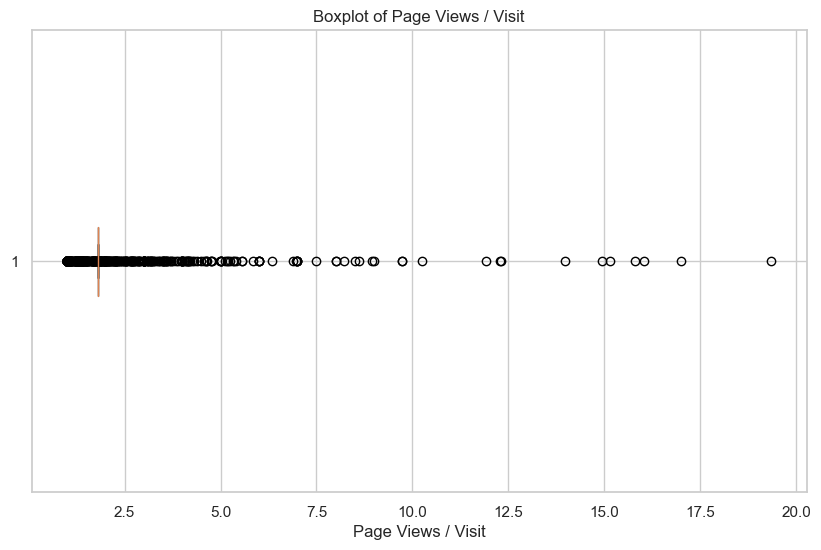 Boxplot of Page Views / Visit
1
2.5 5.0 7.5 10.0 12.5 15.0 17.5 20.0
Page Views / Visit